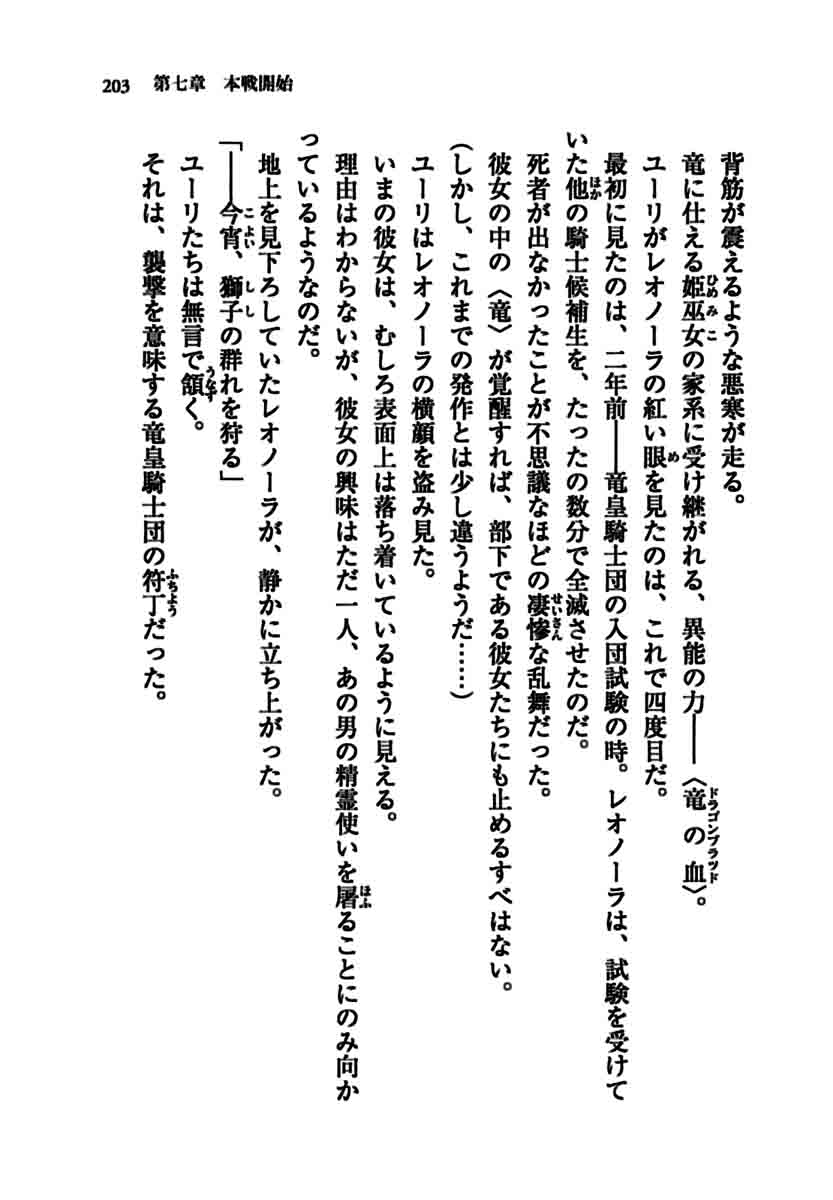 203 第七章 本戦開始
背筋が震えるような悪寒が走る。
竜に仕える姫巫女の家系に受け継がれる、異能の力――〈竜の血〉。
ユーリがレオノーラの紅い眼を見たのは、これで四度目だ。
最初に見たのは、二年前――竜皇騎士団の入団試験の時。レオノーラは、試験を受けて
いた他の騎士候補生を、たったの数分で全滅させたのだ。
死者が出なかったことが不思議なほどの凄惨な乱舞だった。
彼女の中の〈竜〉が覚醒すれば、部下である彼女たちにも止めるすべはない。
(しかし、これまでの発作とは少し違うようだ……)
ユーリはレオノーラの横顔を盗み見た。
いまの彼女は、むしろ表面上は落ち着いているように見える。
理由はわからないが、彼女の興味はただ一人、あの男の精霊使いを屠ることにのみ向か
っているようなのだ。
地上を見下ろしていたレオノーラが、静かに立ち上がった。
「――今宵、獅子の群れを狩る」
ユーリたちは無言で頷く。
それは、襲撃を意味する竜皇騎士団の符丁だった。